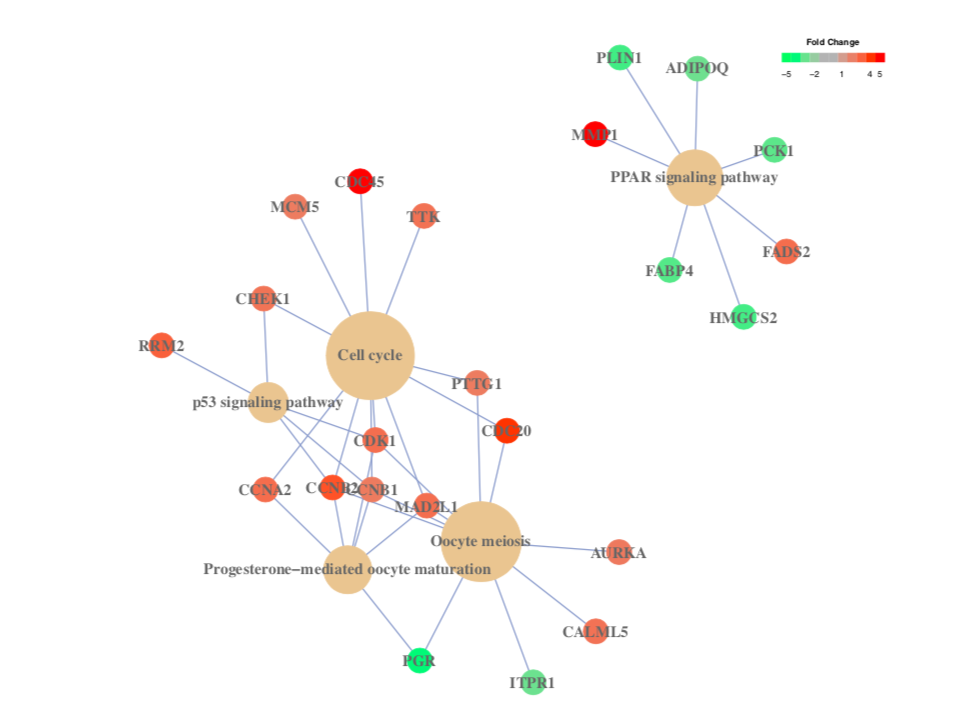 Fold Change
−5 −2 1 4 5
PLIN1
ADIPOQ
MMP1
PCK1
PPAR signaling pathway
CDC45
MCM5
TTK
FADS2
FABP4
CHEK1
HMGCS2
RRM2
Cell cycle
PTTG1
p53 signaling pathway
CDC20
CDK1
CCNA2
CCNB2
CCNB1
MAD2L1
Oocyte meiosis
AURKA
Progesterone−mediated oocyte maturation
CALML5
PGR
ITPR1